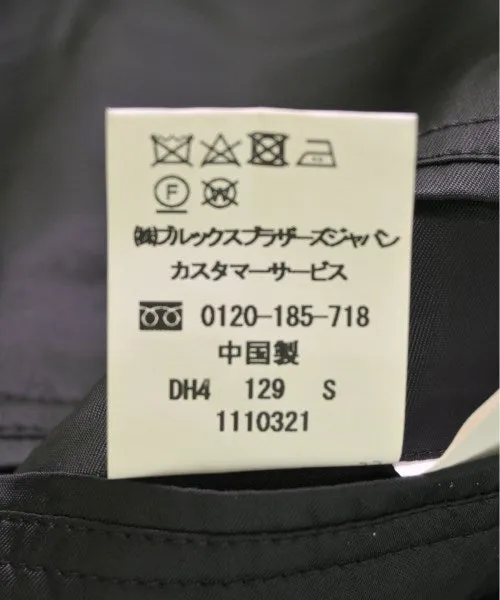 F W
㈱ブルックスブラザーズジャパン
カスタマーサービス
0120-185-718
中国製
DH4 129 S
1110321